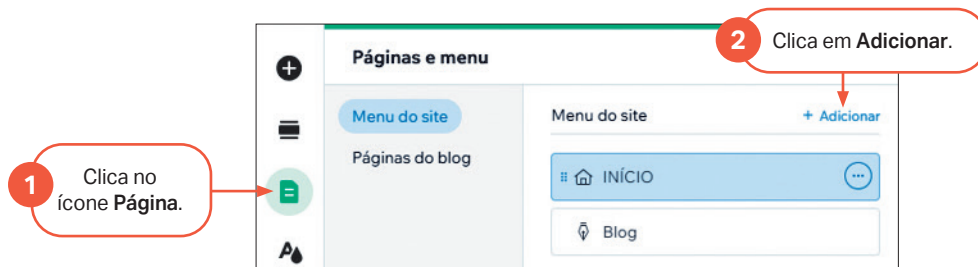 2 Clica em Adicionar.
Páginas e menu
Menu do site
Páginas do blog
Menu do site + Adicionar
INÍCIO
Blog
1 Clica no
ícone Página.